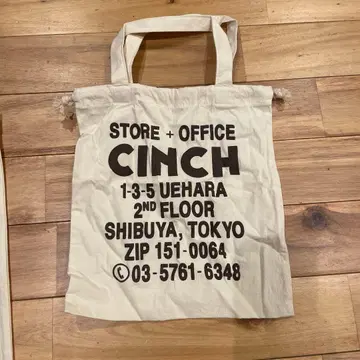 STORE + OFFICE
CINCH
1-3-5 UEHARA
2ND FLOOR
SHIBUYA, TOKYO
ZIP 151-0064
03-5761-6348